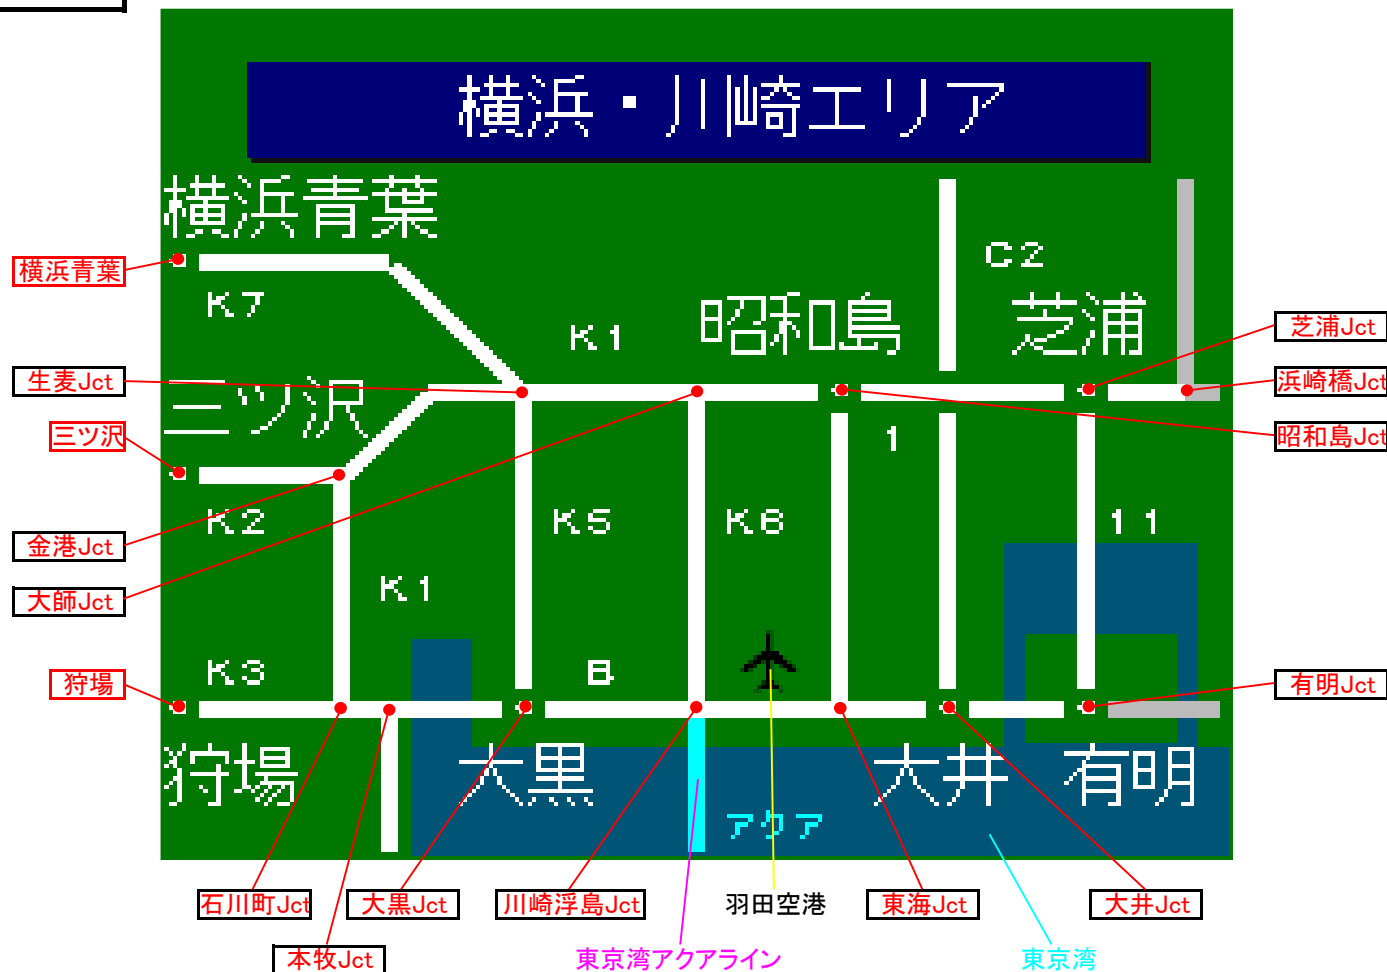 横浜・川崎エリア
横浜青葉
C2
横浜青葉
K7
K1
昭和島
芝浦
芝浦Jct
生麦Jct
三ツ沢
浜崎橋Jct
三ツ沢
1
昭和島Jct
K2
K5
K6
11
金港Jct
K1
大師Jct
K3
B
狩場
有明Jct
狩場
大黒
大井
有明
アクア
石川町Jct
大黒Jct
川崎浮島Jct
羽田空港
東海Jct
大井Jct
本牧Jct
東京湾アクアライン
東京湾